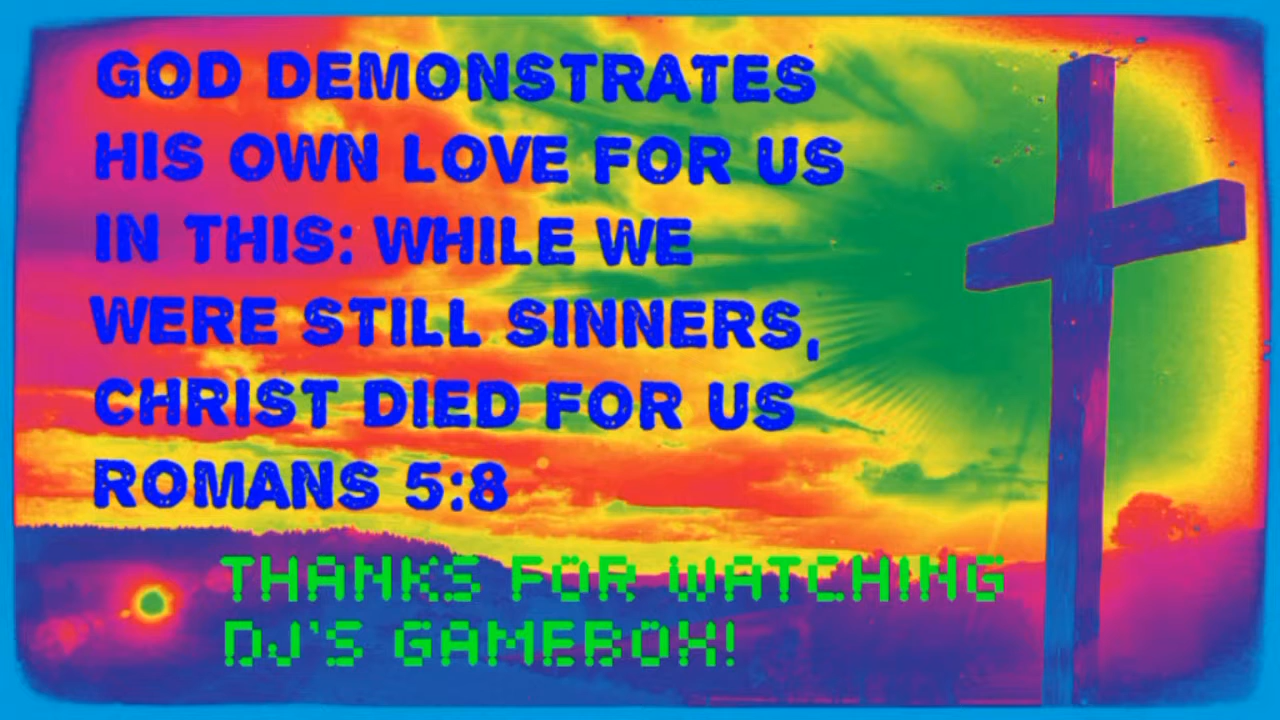 GOD DEMONSTRATES
HIS OWN LOVE FOR US
IN THIS: WHILE WE
WERE STILL SINNERS,
CHRIST DIED FOR US
ROMANS 5:8
THANKS FOR WATCHING
DJ'S GAMEBOX!